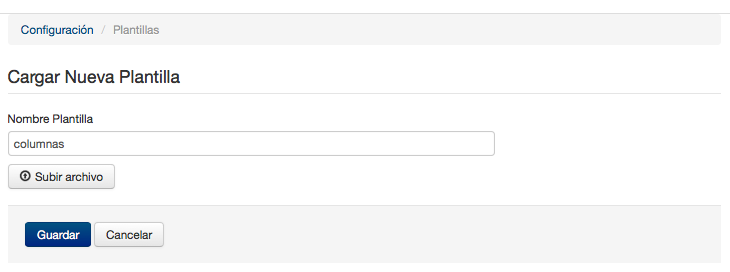 Configuración / Plantillas
Cargar Nueva Plantilla
Nombre Plantilla
columnas
Subir archivo
Guardar Cancelar